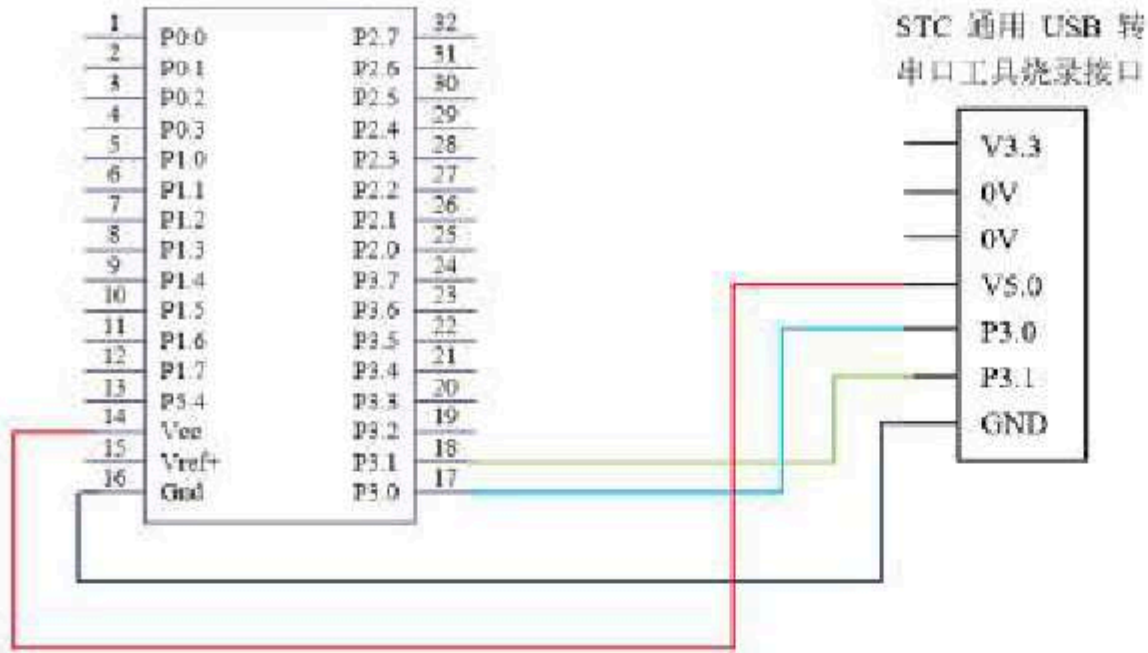 STC 通用 USB 转
串口工具烧录接口
1 P0.0 P2.7 32
2 P0.1 P2.6 31
3 P0.2 P2.5 30
4 P0.3 P2.4 29
5 P1.0 P2.3 28
6 P1.1 P2.2 27
7 P1.2 P2.1 26
8 P1.3 P2.0 25
9 P1.4 P3.7 24
10 P1.5 P3.6 23
11 P1.6 P3.5 22
12 P1.7 P3.4 21
13 P5.4 P3.3 20
14 Vcc P3.2 19
15 Vref+ P3.1 18
16 Gnd P3.0 17
V3.3
0V
0V
V5.0
P3.0
P3.1
GND